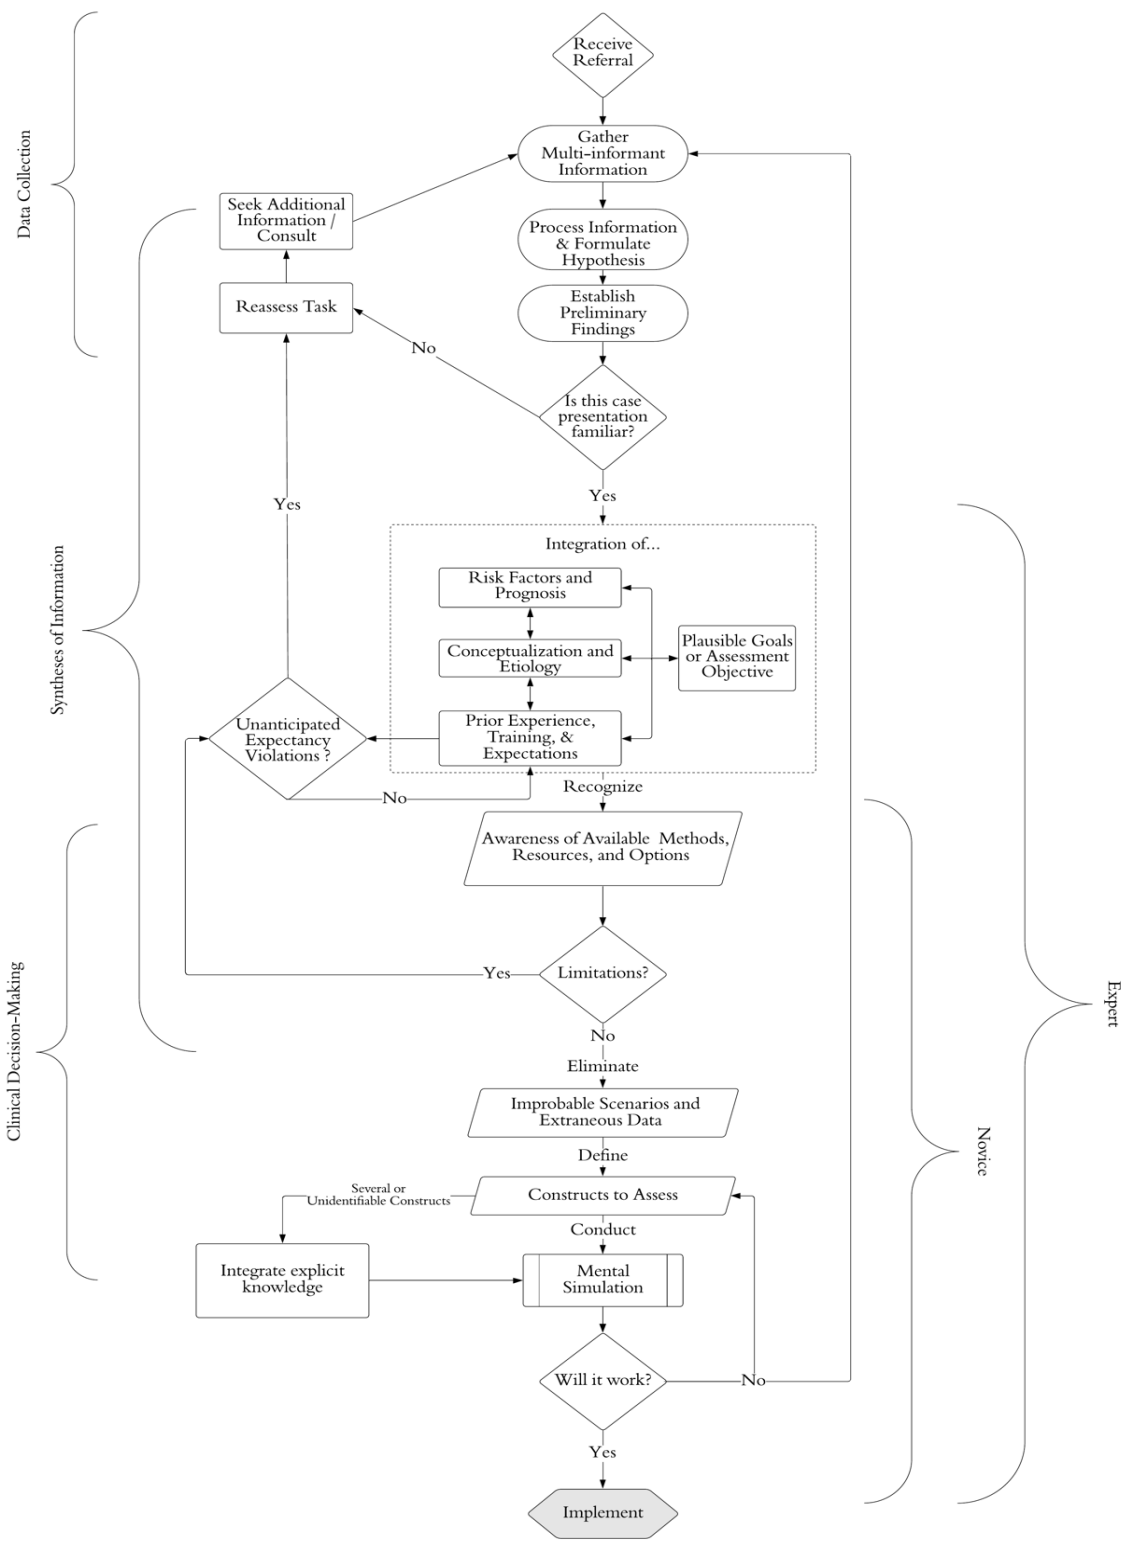 Receive
Referral
Gather
Multi-informant
Information
Data Collection
Seek Additional
Information /
Consult
Process Information
& Formulate
Hypothesis
Reassess Task
Establish
Preliminary
Findings
No
Is this case
presentation
familiar?
Yes
Yes
Integration of...
Risk Factors and
Prognosis
Syntheses of Information
Conceptualization and
Etiology
Plausible Goals
or Assessment
Objective
Prior Experience,
Training, &
Expectations
Unanticipated
Expectancy
Violations ?
No
Recognize
Awareness of Available Methods,
Resources, and Options
Limitations?
Yes
No
Expert
Clinical Decision-Making
Eliminate
Improbable Scenarios and
Extraneous Data
Define
Novice
Constructs to Assess
Several or
Unidentifiable Constructs
Conduct
Integrate explicit
knowledge
Mental
Simulation
Will it work?
No
Yes
Implement